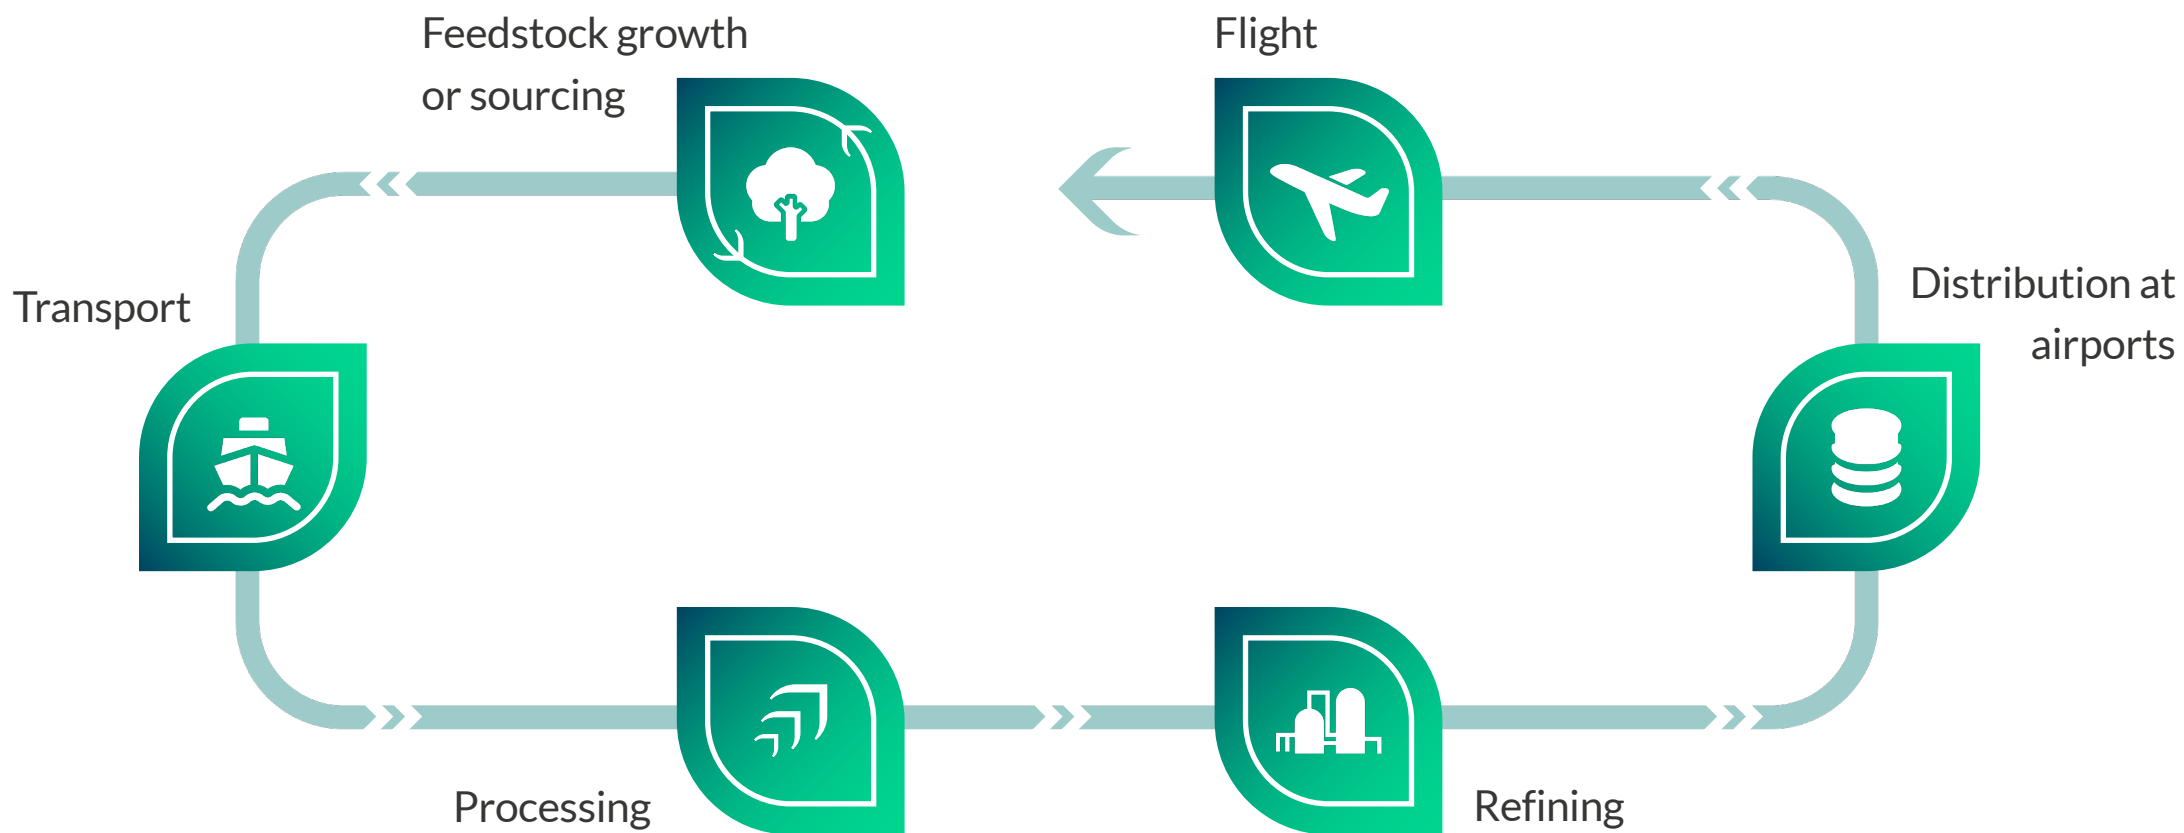 Feedstock growth
or sourcing
Flight
Transport
Distribution at
airports
Processing
Refining